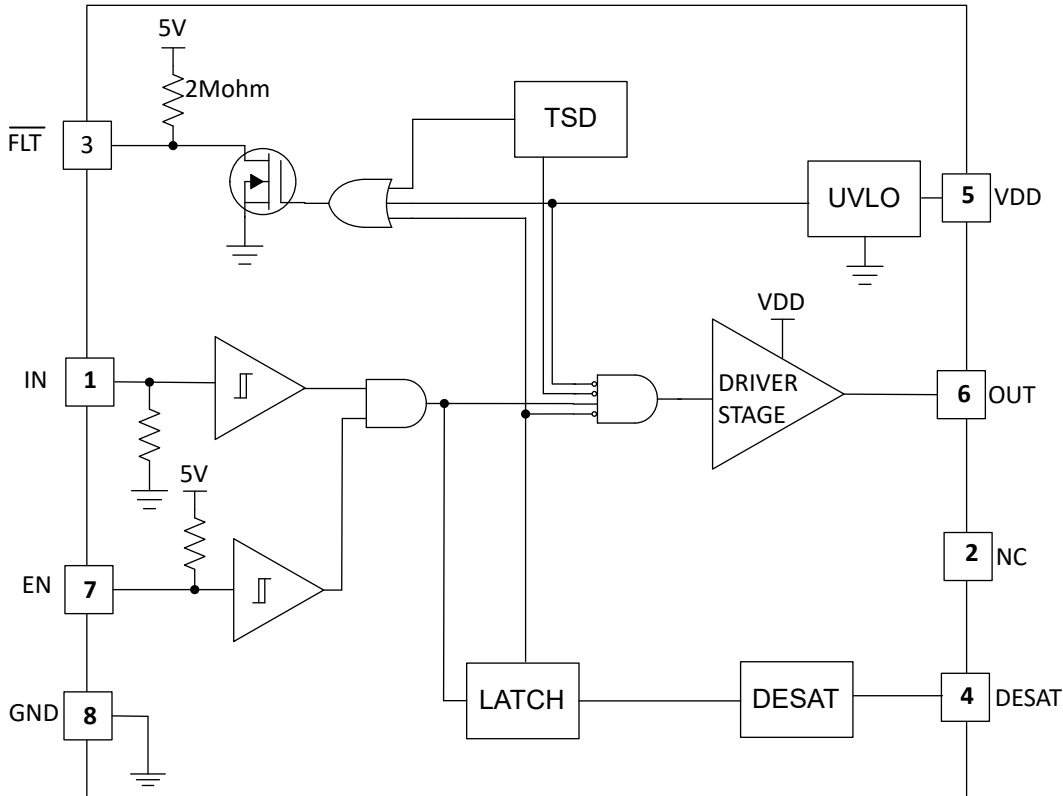 5V
2Mohm
FLT
3
TSD
UVLO
5
VDD
VDD
IN
1
DRIVER
STAGE
6
OUT
5V
2
NC
EN
7
GND
8
LATCH
DESAT
4
DESAT